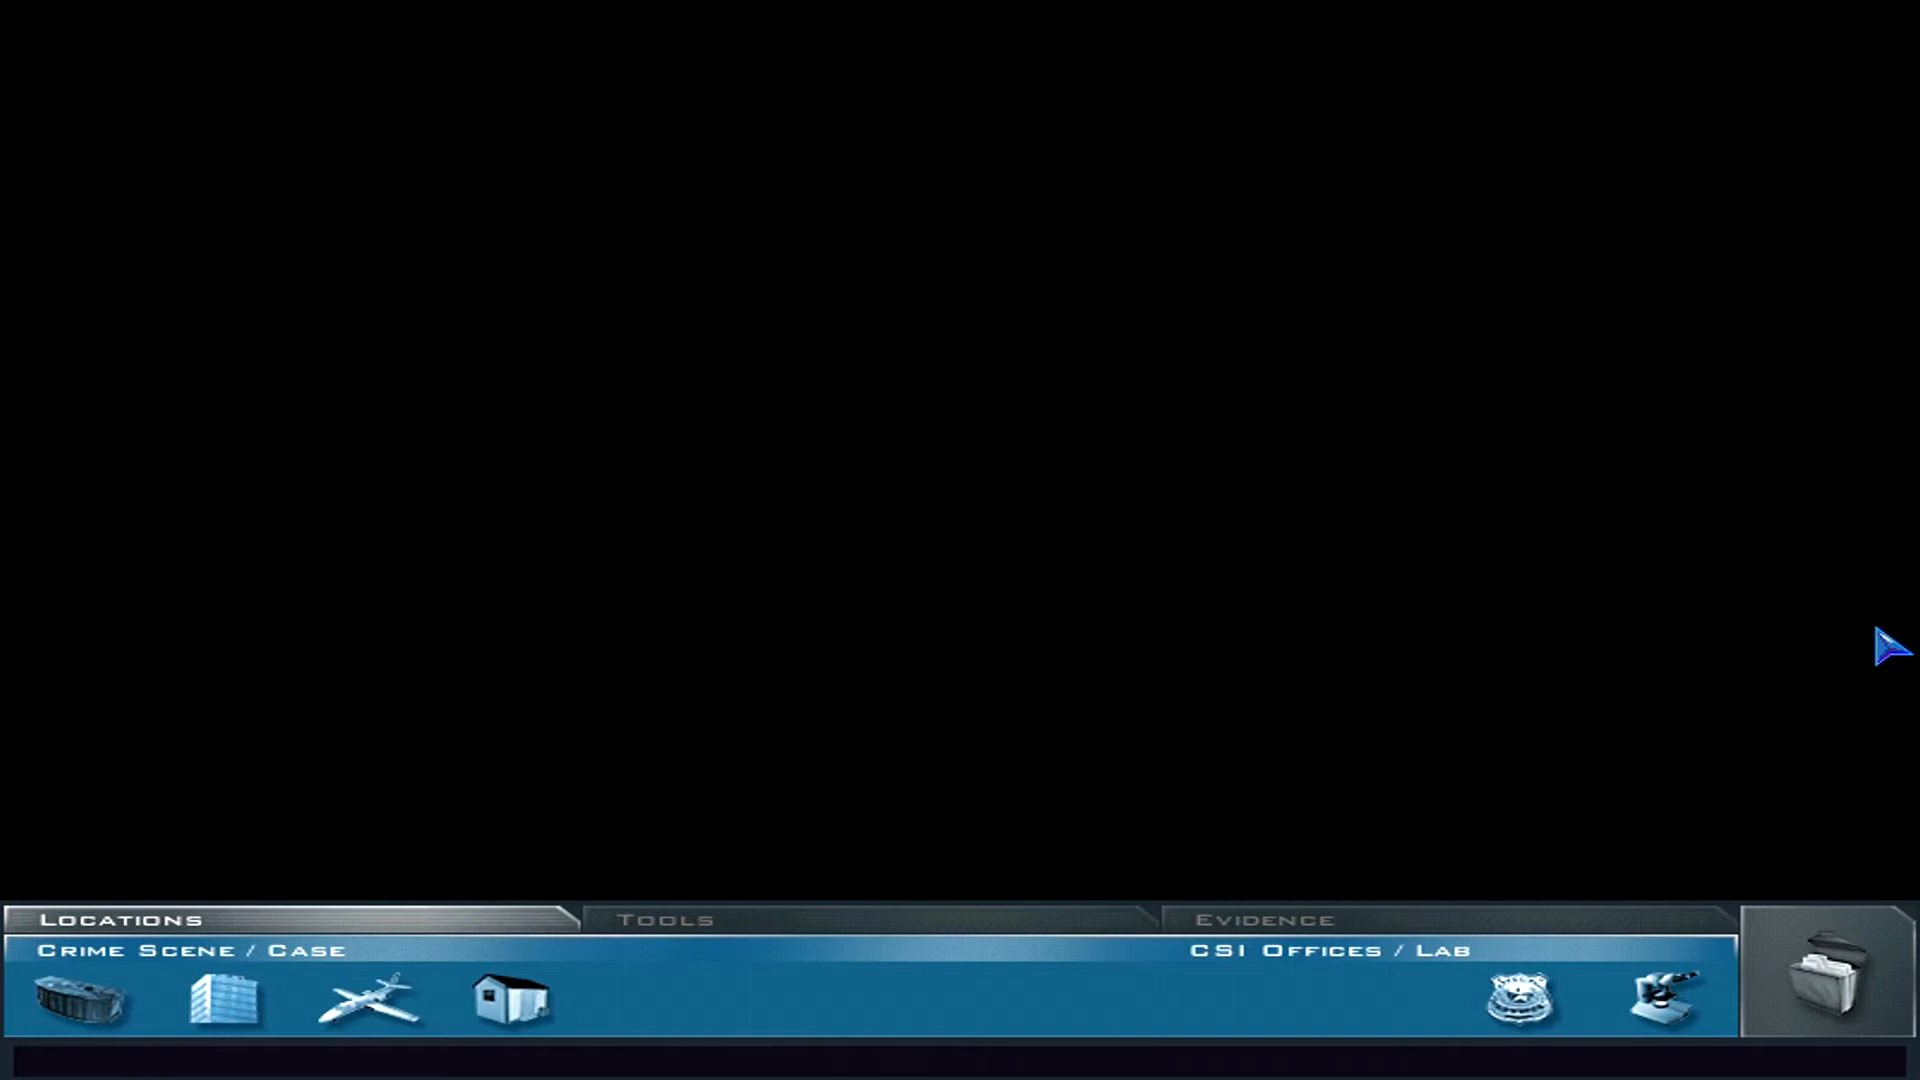 LOCATIONS
TOOLS
EVIDENCE
CRIME SCENE / CASE
CSI OFFICES / LAB